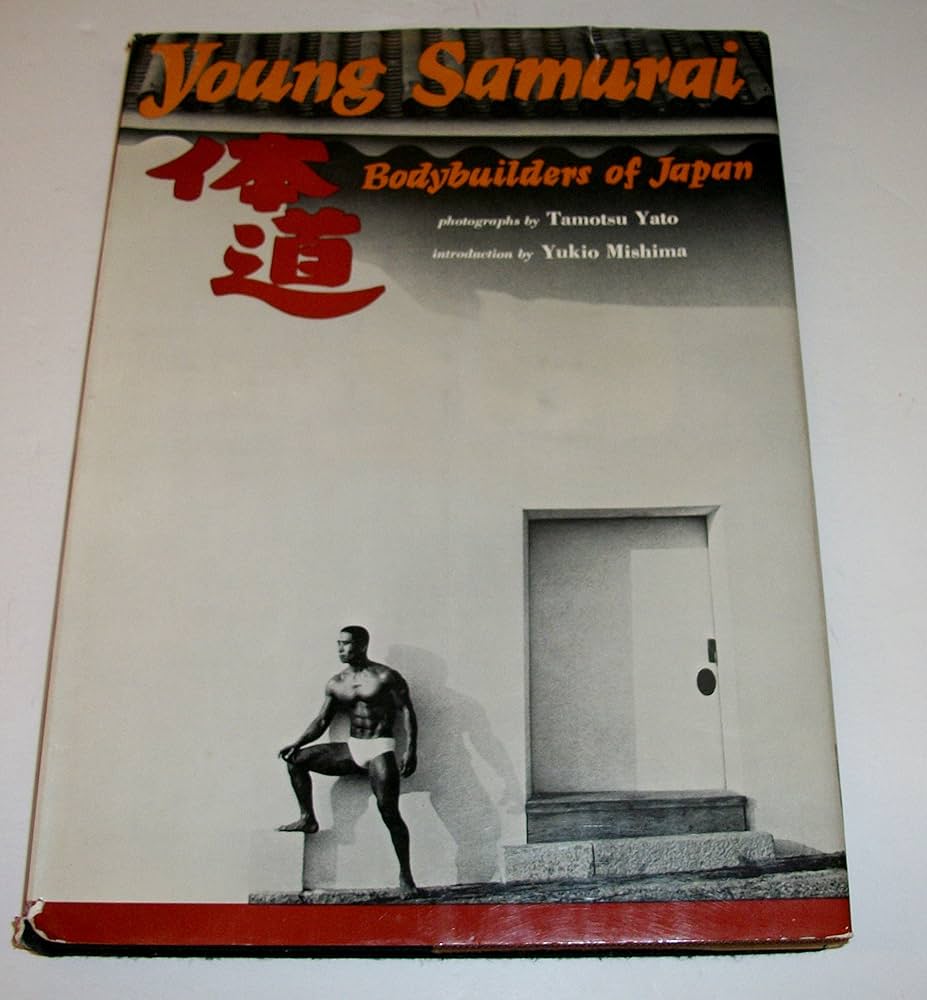 Young Samurai
体道
Bodybuilders of Japan
photographs by Tamotsu Yato
introduction by Yukio Mishima